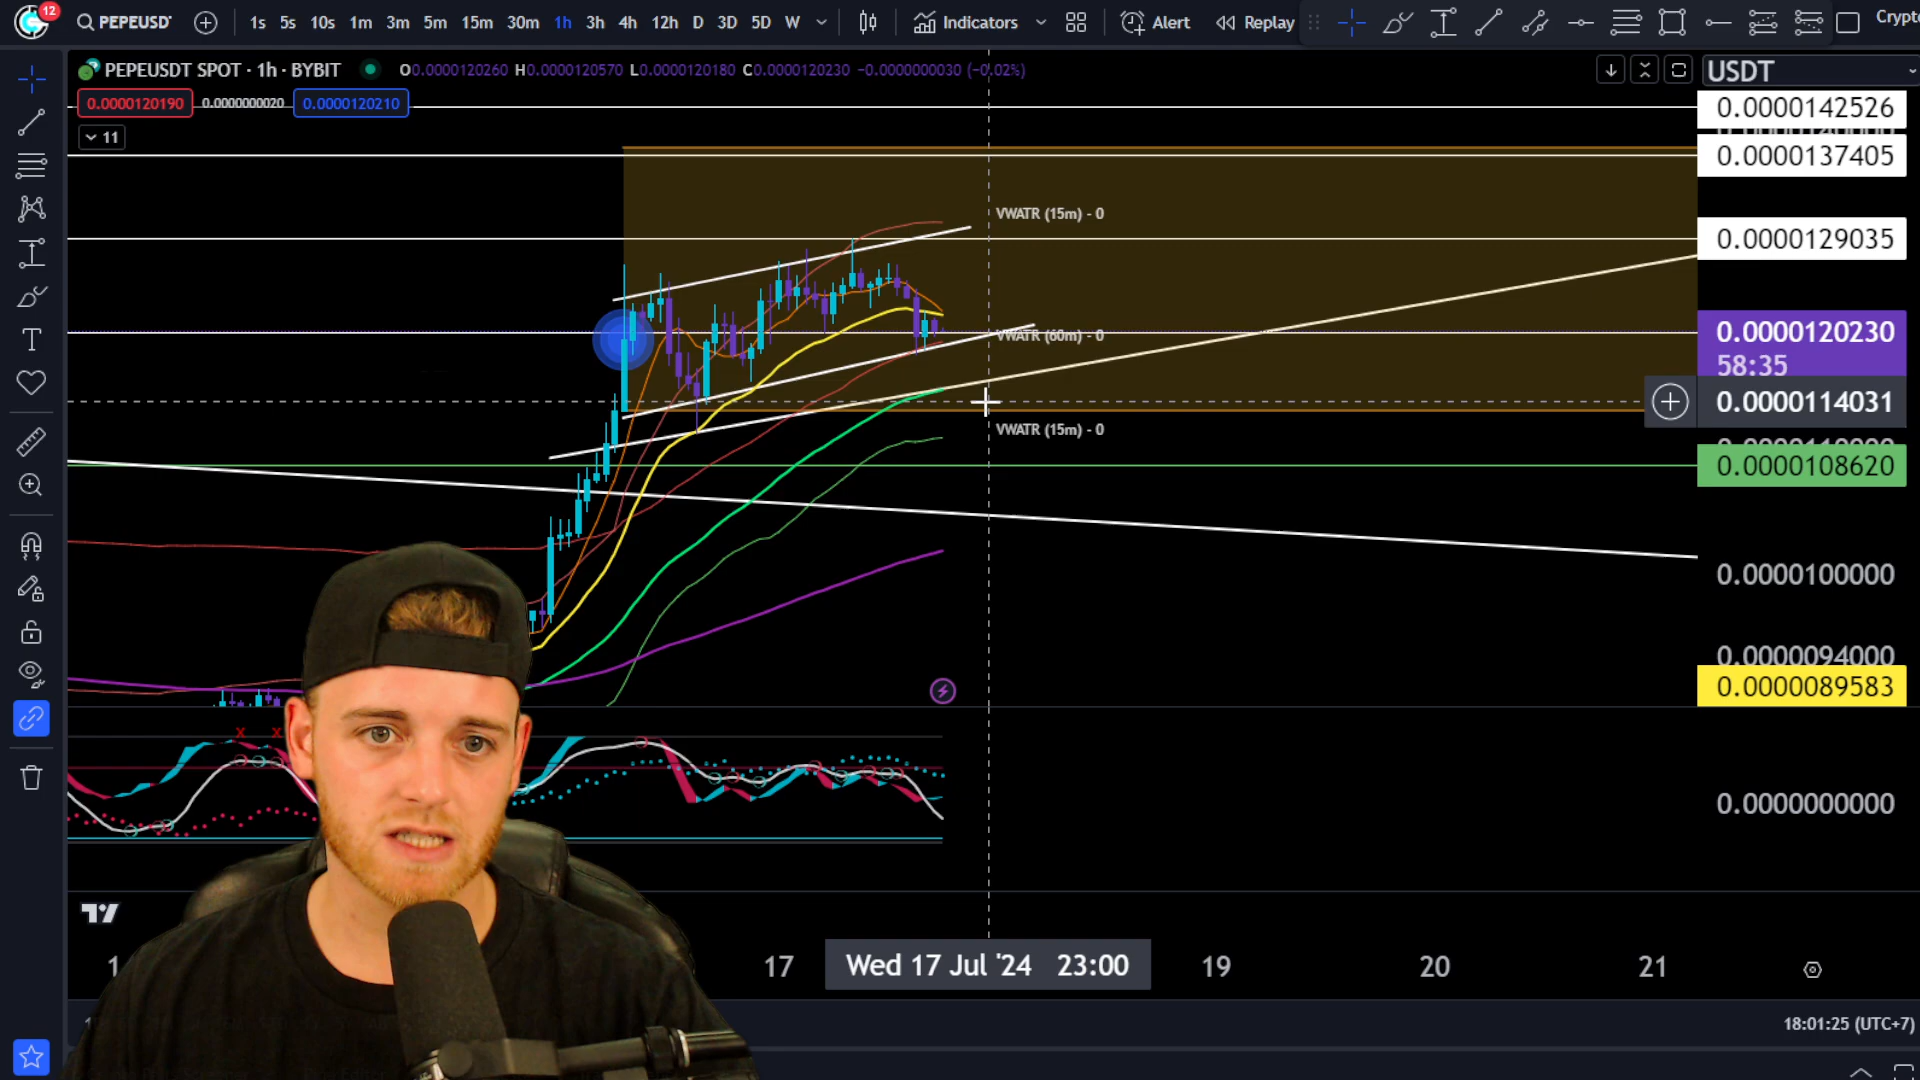 12
PEPEUSDT
1s 5s 10s 1m 3m 5m 15m 30m 1h 3h 4h 12h D 3D 5D W
Indicators
Alert
Replay
Crypto
PEPEUSDT SPOT · 1h · BYBIT
O0.0000120260 H0.0000120570 L0.0000120180 C0.0000120230 −0.0000000030 (−0.02%)
USDT
0.0000120190
0.0000000020
0.0000120210
11
0.0000142526
0.0000137405
VWATR (15m) - 0
0.0000129035
VWATR (60m) - 0
0.0000120230
58:35
0.0000114031
VWATR (15m) - 0
0.0000108620
0.0000100000
0.0000094000
0.0000089583
x x
0.0000000000
17
Wed 17 Jul '24 23:00
19
20
21
18:01:25 (UTC+7)